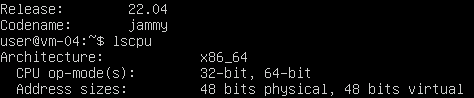 Release:        22.04
Codename:       jammy
user@vm-04:~$ lscpu
Architecture:            x86_64
  CPU op-mode(s):        32-bit, 64-bit
  Address sizes:         48 bits physical, 48 bits virtual